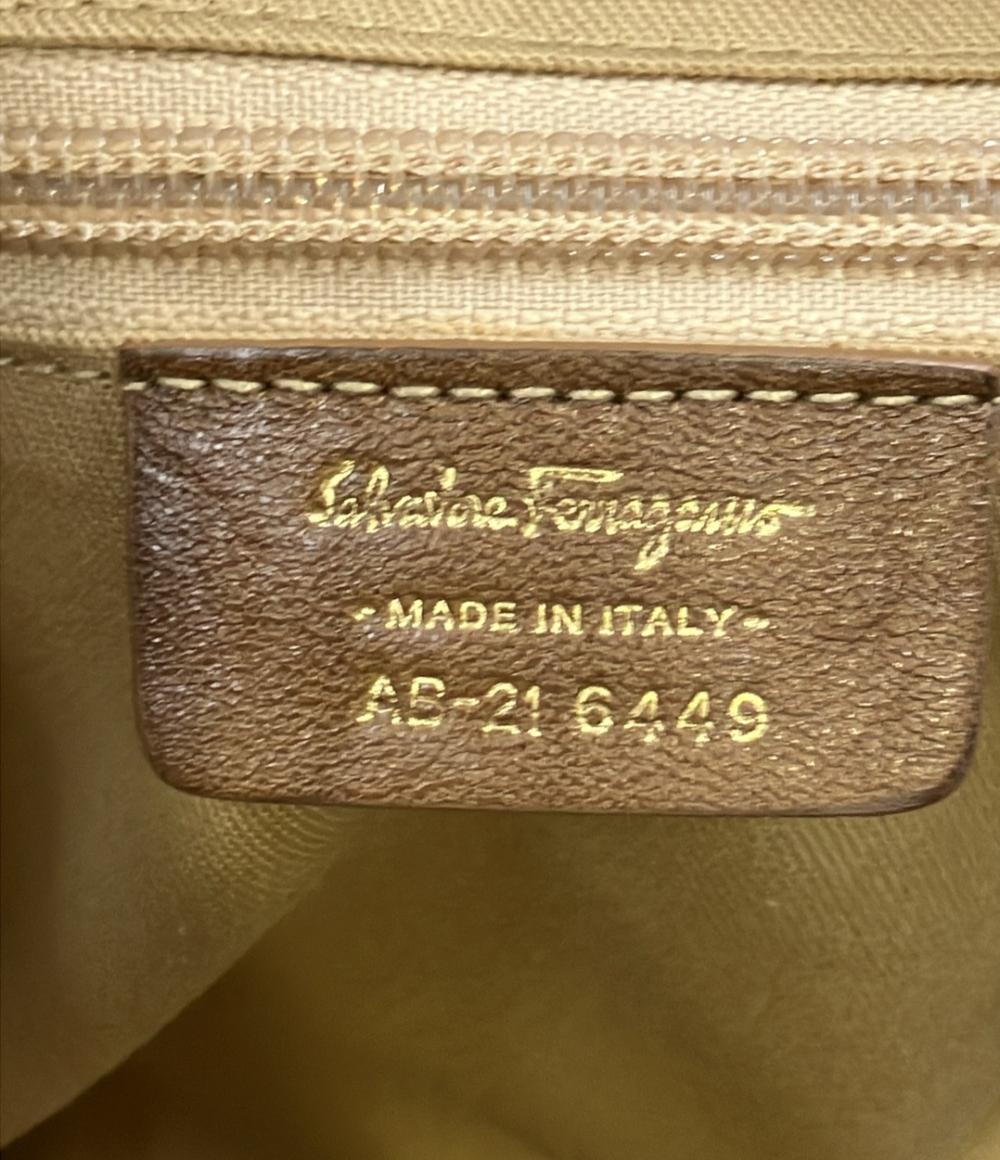 Salvatore Ferragamo
-MADE IN ITALY-
AB-21 6449